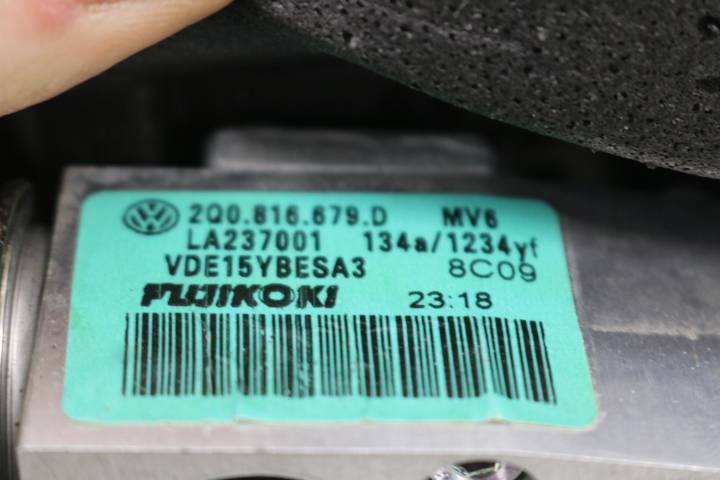 2Q0.816.679.D MV6
LA237001 134a/1234yf
VDE15YBESA3 8C09
FUJIKOKI 23:18